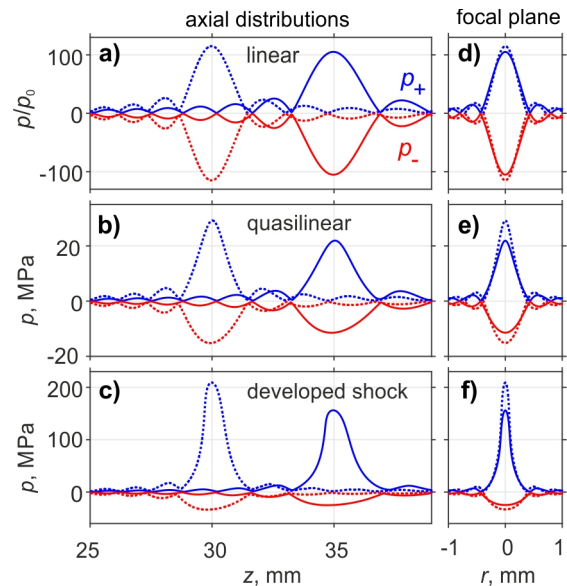 axial distributions
focal plane
a) linear
d)
p/p₀
100
0
-100
p₊
p₋
b) quasilinear
e)
p, MPa
20
0
-20
c) developed shock
f)
p, MPa
200
100
0
25 30 35
-1 0 1
z, mm
r, mm